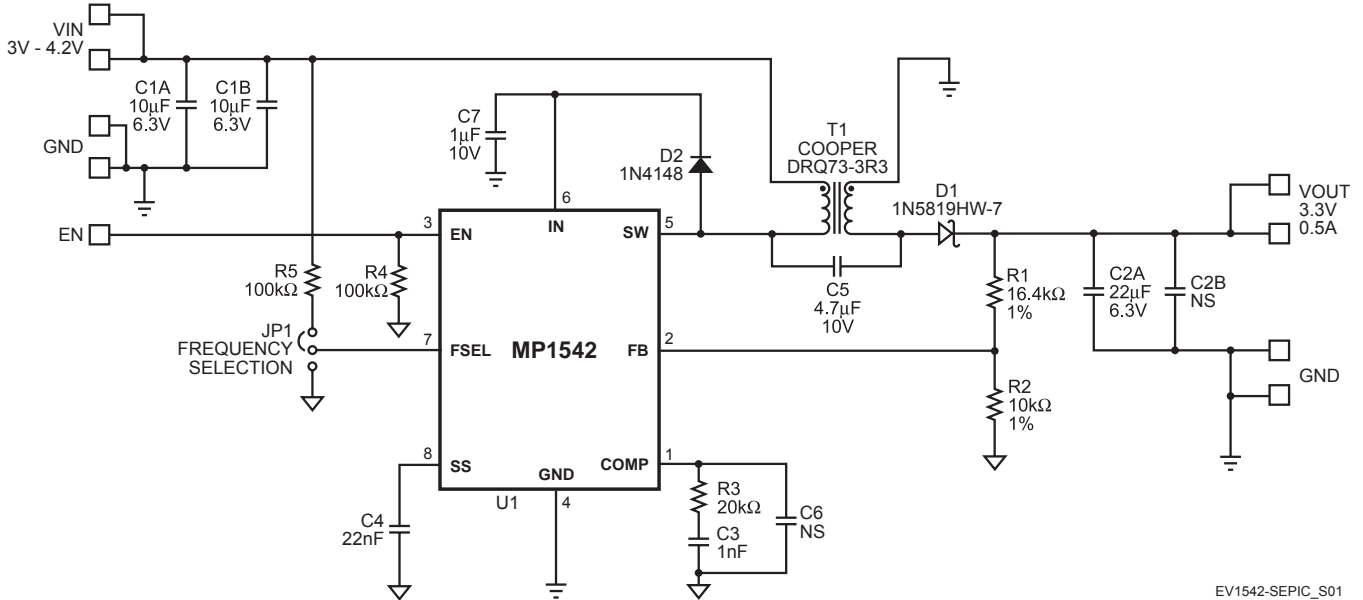 VIN
3V - 4.2V
C1A
10μF
6.3V
C1B
10μF
6.3V
GND
C7
1μF
10V
D2
1N4148
T1
COOPER
DRQ73-3R3
D1
1N5819HW-7
VOUT
3.3V
0.5A
EN
R5
100kΩ
R4
100kΩ
JP1
FREQUENCY
SELECTION
3
EN
6
IN
SW
5
7
FSEL
MP1542
FB
2
8
SS
GND
4
COMP
1
U1
C5
4.7μF
10V
R1
16.4kΩ
1%
C2A
22μF
6.3V
C2B
NS
R2
10kΩ
1%
GND
C4
22nF
R3
20kΩ
C3
1nF
C6
NS
EV1542-SEPIC_S01